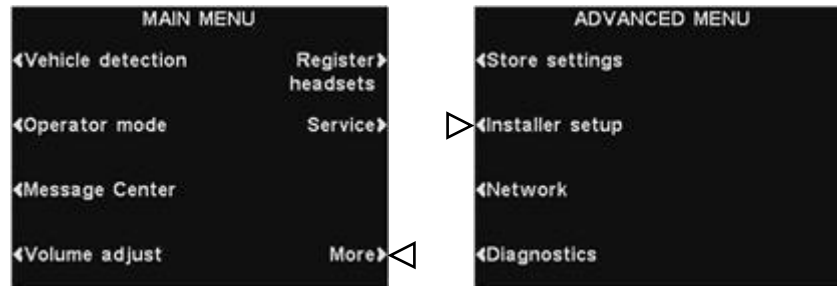 MAIN MENU
Vehicle detection
Register
headsets
Operator mode
Service
Message Center
Volume adjust
More
ADVANCED MENU
Store settings
Installer setup
Network
Diagnostics